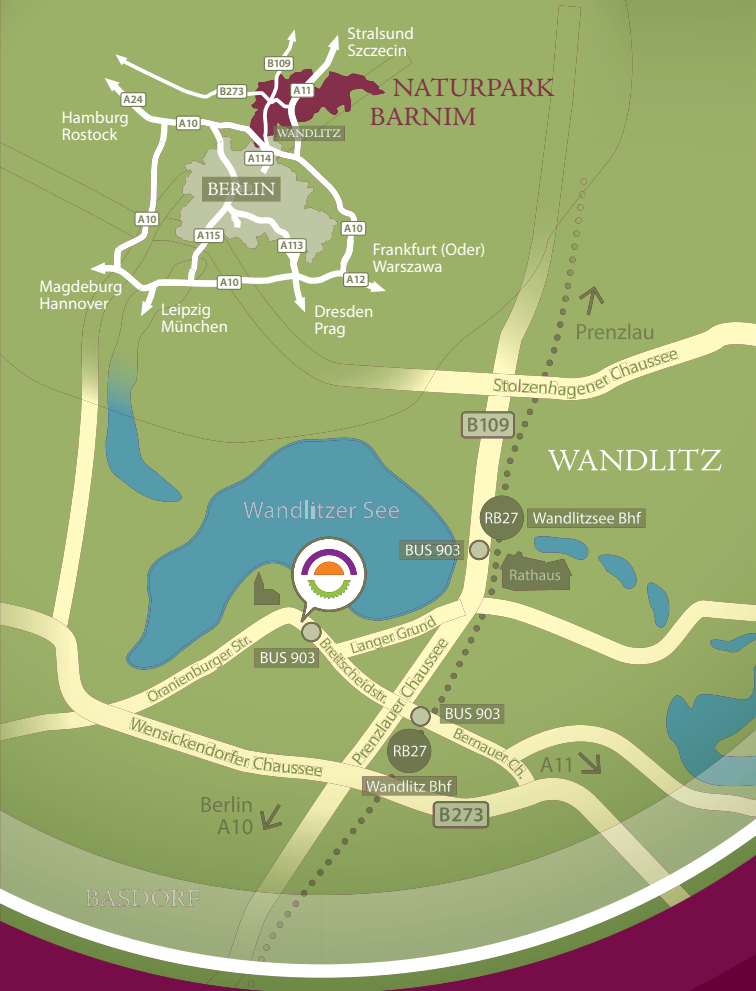 Stralsund
Szczecin
B109
B273
A11
A24
NATURPARK
BARNIM
Hamburg
Rostock
A10
WANDLITZ
A114
BERLIN
A10
A115
A113
A10
Frankfurt (Oder)
Warszawa
A10
A12
Magdeburg
Hannover
Leipzig
München
Dresden
Prag
Prenzlau
Stolzenhagener Chaussee
B109
WANDLITZ
Wandlitzer See
RB27
Wandlitzsee Bhf
BUS 903
Rathaus
Langer Grund
BUS 903
Oranienburger Str.
Breitscheidstr.
Prenzlauer Chaussee
BUS 903
Wensickendorfer Chaussee
Bernauer Ch.
RB27
A11
Wandlitz Bhf
Berlin
A10
B273
BASDORF